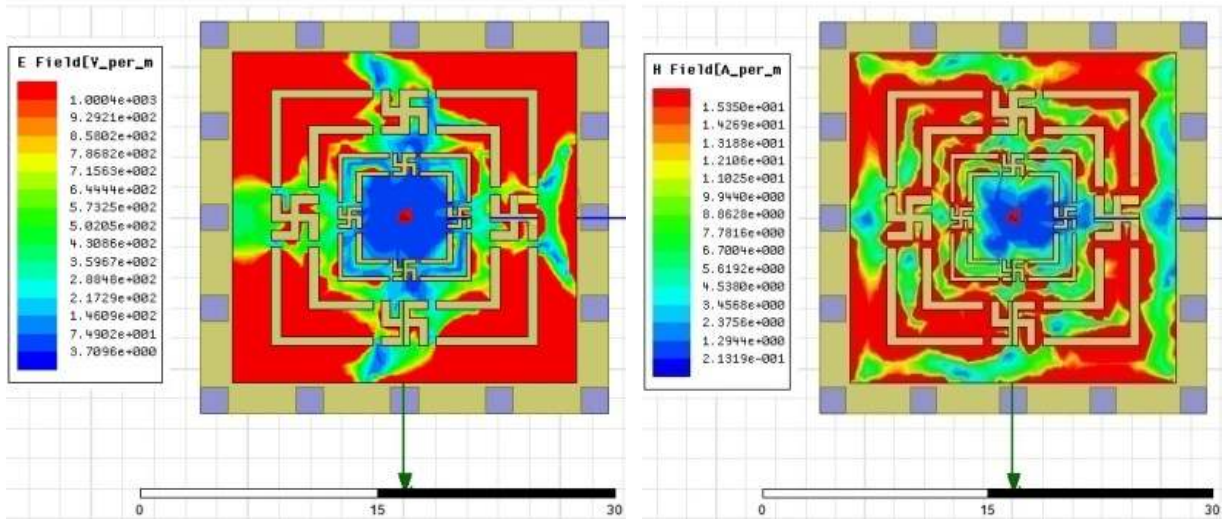 E Field[V_per_m
1.0004e+003
9.2921e+002
8.5802e+002
7.8682e+002
7.1563e+002
6.4444e+002
5.7325e+002
5.0205e+002
4.3086e+002
3.5967e+002
2.8848e+002
2.1729e+002
1.4609e+002
7.4902e+001
3.7096e+000
0
15
30
H Field[A_per_m
1.5350e+001
1.4269e+001
1.3188e+001
1.2106e+001
1.1025e+001
9.9440e+000
8.8628e+000
7.7816e+000
6.7004e+000
5.6192e+000
4.5380e+000
3.4568e+000
2.3756e+000
1.2944e+000
2.1319e-001
0
15
30